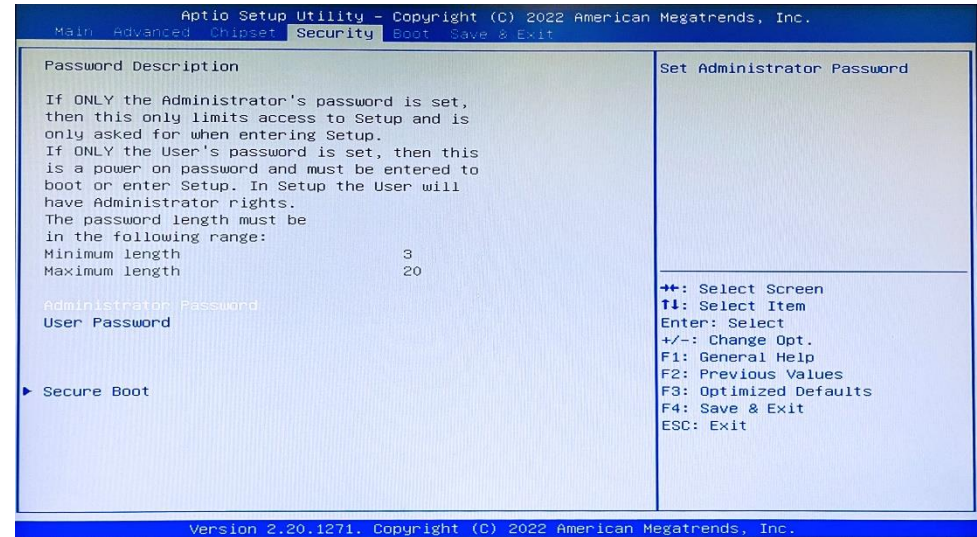 Aptio Setup Utility – Copyright (C) 2022 American Megatrends, Inc.
Main Advanced Chipset Security Boot Save & Exit
Password Description
If ONLY the Administrator's password is set,
then this only limits access to Setup and is
only asked for when entering Setup.
If ONLY the User's password is set, then this
is a power on password and must be entered to
boot or enter Setup. In Setup the User will
have Administrator rights.
The password length must be
in the following range:
Minimum length 3
Maximum length 20
Administrator Password
User Password
► Secure Boot
Set Administrator Password
→←: Select Screen
↑↓: Select Item
Enter: Select
+/-: Change Opt.
F1: General Help
F2: Previous Values
F3: Optimized Defaults
F4: Save & Exit
ESC: Exit
Version 2.20.1271. Copyright (C) 2022 American Megatrends, Inc.